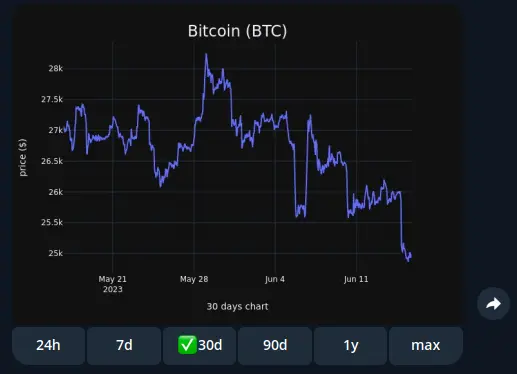 Bitcoin (BTC)
28k
27.5k
27k
26.5k
26k
25.5k
25k
price ($)
May 21
2023
May 28
Jun 4
Jun 11
30 days chart
24h
7d
✅30d
90d
1y
max